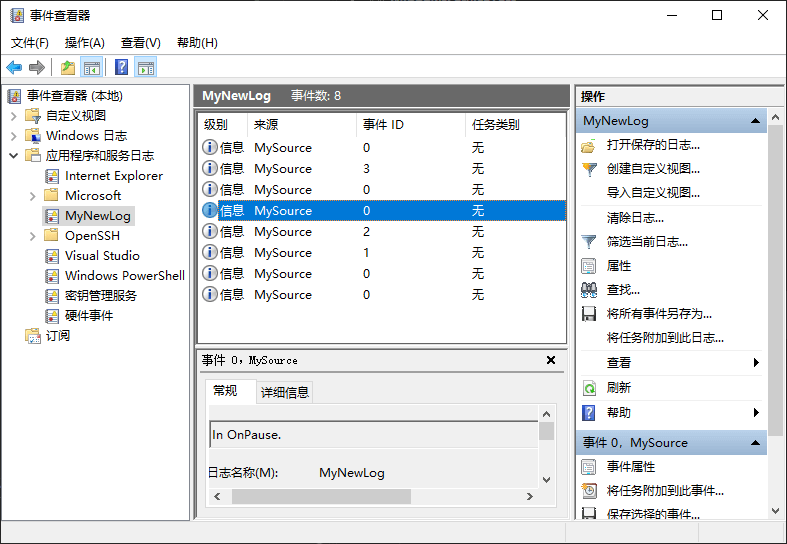 事件查看器
文件(F) 操作(A) 查看(V) 帮助(H)
事件查看器 (本地)
自定义视图
Windows 日志
应用程序和服务日志
Internet Explorer
Microsoft
MyNewLog
OpenSSH
Visual Studio
Windows PowerShell
密钥管理服务
硬件事件
订阅
MyNewLog 事件数: 8
级别 来源 事件 ID 任务类别
信息 MySource 0 无
信息 MySource 3 无
信息 MySource 0 无
信息 MySource 0 无
信息 MySource 2 无
信息 MySource 1 无
信息 MySource 0 无
信息 MySource 0 无
事件 0，MySource
常规 详细信息
In OnPause.
日志名称(M): MyNewLog
操作
MyNewLog
打开保存的日志...
创建自定义视图...
导入自定义视图...
清除日志...
筛选当前日志...
属性
查找...
将所有事件另存为...
将任务附加到此日志...
查看
刷新
帮助
事件 0，MySource
事件属性
将任务附加到此事件...
保存选择的事件...